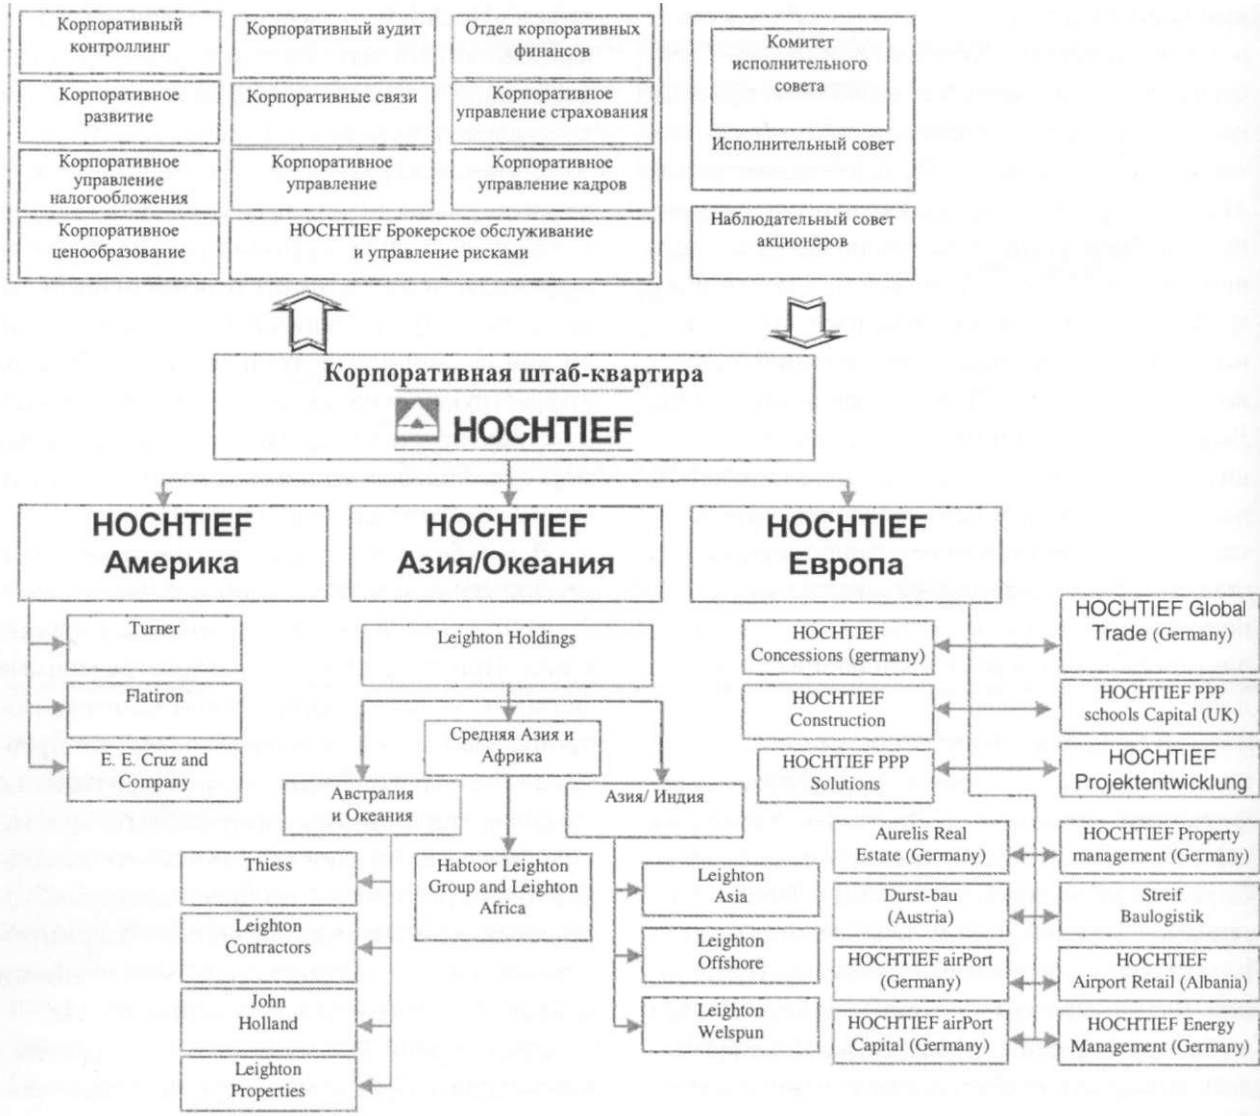 Корпоративный
контроллинг
Корпоративный аудит
Отдел корпоративных
финансов
Корпоративное
развитие
Корпоративные связи
Корпоративное
управление страхования
Корпоративное
управление
налогообложения
Корпоративное
управление
Корпоративное
управление кадров
Корпоративное
ценообразование
HOCHTIEF Брокерское обслуживание
и управление рисками
Комитет
исполнительного
совета
Исполнительный совет
Наблюдательный совет
акционеров
Корпоративная штаб-квартира
HOCHTIEF
HOCHTIEF
Америка
HOCHTIEF
Азия/Океания
HOCHTIEF
Европа
Turner
Flatiron
E. E. Cruz and
Company
Leighton Holdings
Средняя Азия и
Африка
Австралия
и Океания
Азия/ Индия
Thiess
Leighton
Contractors
John
Holland
Leighton
Properties
Habtoor Leighton
Group and Leighton
Africa
Leighton
Asia
Leighton
Offshore
Leighton
Welspun
HOCHTIEF
Concessions (germany)
HOCHTIEF Global
Trade (Germany)
HOCHTIEF
Construction
HOCHTIEF PPP
schools Capital (UK)
HOCHTIEF PPP
Solutions
HOCHTIEF
Projektentwicklung
Aurelis Real
Estate (Germany)
HOCHTIEF Property
management (Germany)
Durst-bau
(Austria)
Streif
Baulogistik
HOCHTIEF airPort
(Germany)
HOCHTIEF
Airport Retail (Albania)
HOCHTIEF airPort
Capital (Germany)
HOCHTIEF Energy
Management (Germany)